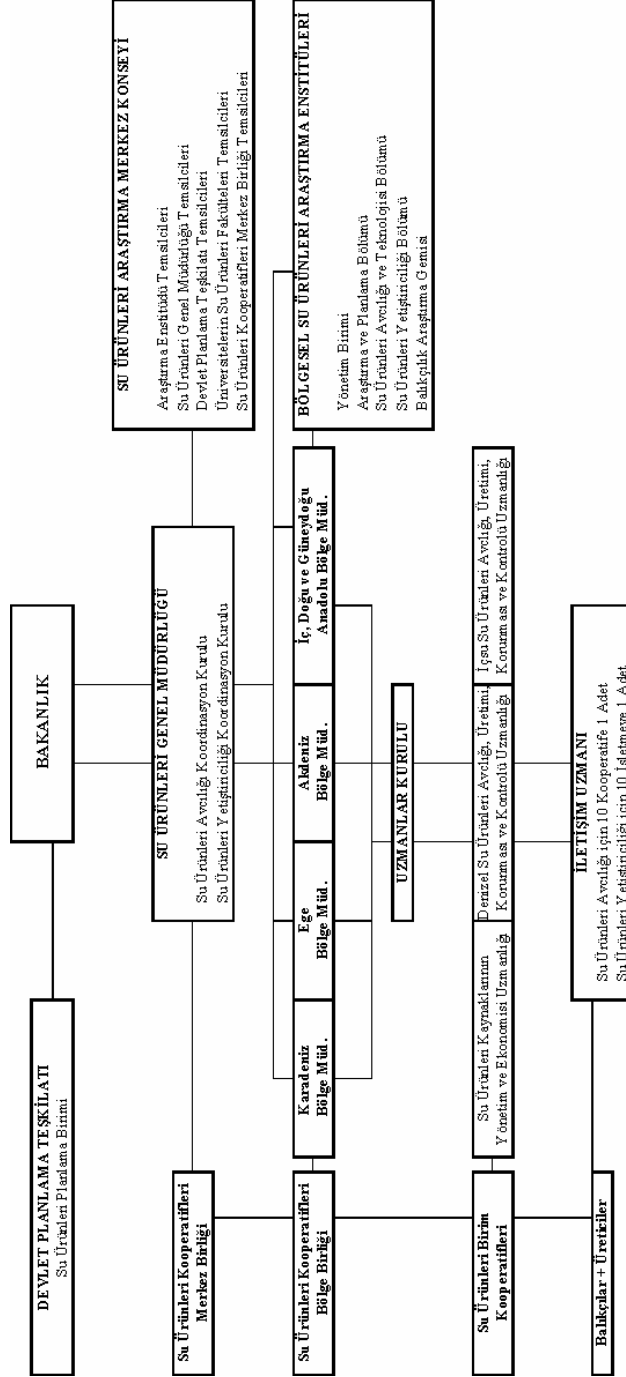 BAKANLIK
DEVLET PLANLAMA TEŞKİLATI
Su Ürünleri Planlama Birimi
SU ÜRÜNLERİ ARAŞTIRMA MERKEZ KONSEYİ
Araştırma Enstitüdü Temsilcileri
Su Ürünleri Genel Müdürlüğü Temsilcileri
Devlet Planlama Teşkilatı Temsilcileri
Üniversitelerin Su Ürünleri Fakülteleri Temsilcileri
Su Ürünleri Kooperatifleri Merkez Birliği Temsilcileri
SU ÜRÜNLERİ GENEL MÜDÜRLÜĞÜ
Su Ürünleri Avcılığı Koordinasyon Kurulu
Su Ürünleri Yetiştiriciliği Koordinasyon Kurulu
Su Ürünleri Kooperatifleri
Merkez Birliği
Su Ürünleri Kooperatifleri
Bölge Birliği
Karadeniz
Bölge Müd.
Ege
Bölge Müd.
Akdeniz
Bölge Müd.
İç, Doğu ve Güneydoğu
Anadolu Bölge Müd.
BÖLGESEL SU ÜRÜNLERİ ARAŞTIRMA ENSTİTÜLERİ
Yönetim Birimi
Araştırma ve Planlama Bölümü
Su Ürünleri Avcılığı ve Teknolojisi Bölümü
Su Ürünleri Yetiştiriciliği Bölümü
Balıkçılık Araştırma Gemisi
UZMANLAR KURULU
Su Ürünleri Birim
Kooperatifleri
Su Ürünleri Kaynaklarının
Yönetim ve Ekonomisi Uzmanlığı
Denizel Su Ürünleri Avcılığı, Üretimi,
Korunması ve Kontrolü Uzmanlığı
İçsu Su Ürünleri Avcılığı, Üretimi,
Korunması ve Kontrolü Uzmanlığı
Balıkçılar + Üreticiler
İLETİŞİM UZMANI
Su Ürünleri Avcılığı için 10 Kooperatife 1 Adet
Su Ürünleri Yetiştiriciliği için 10 İşletmeye 1 Adet